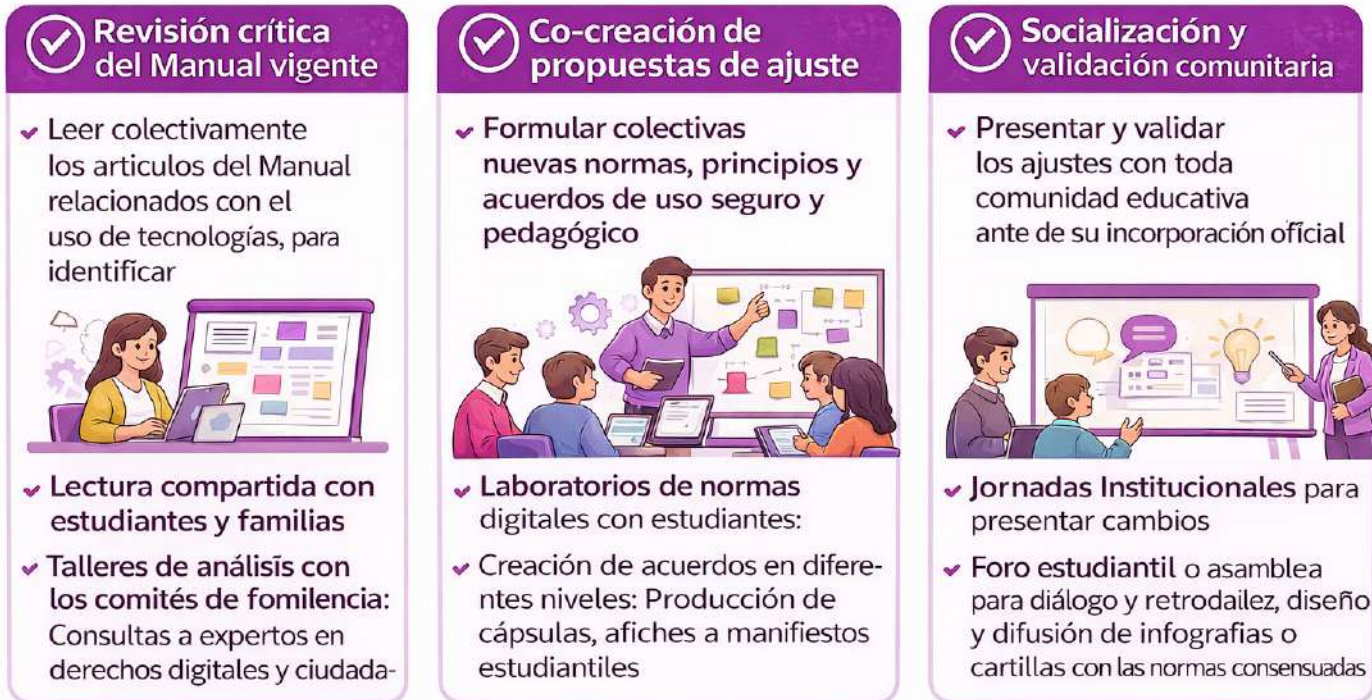 Revisión crítica
del Manual vigente
Leer colectivamente
los articulos del Manual
relacionados con el
uso de tecnologías, para
identificar
Lectura compartida con
estudiantes y familias
Talleres de análisis con
los comités de fomilencia:
Consultas a expertos en
derechos digitales y ciudada-
Co-creación de
propuestas de ajuste
Formular colectivas
nuevas normas, principios y
acuerdos de uso seguro y
pedagógico
Laboratorios de normas
digitales con estudiantes:
Creación de acuerdos en difere-
ntes niveles: Producción de
cápsulas, afiches a manifiestos
estudiantiles
Socialización y
validación comunitaria
Presentar y validar
los ajustes con toda
comunidad educativa
ante de su incorporación oficial
Jornadas Institucionales para
presentar cambios
Foro estudiantil o asamblea
para diálogo y retrodailez, diseño
y difusión de infografias o
cartillas con las normas consensuadas